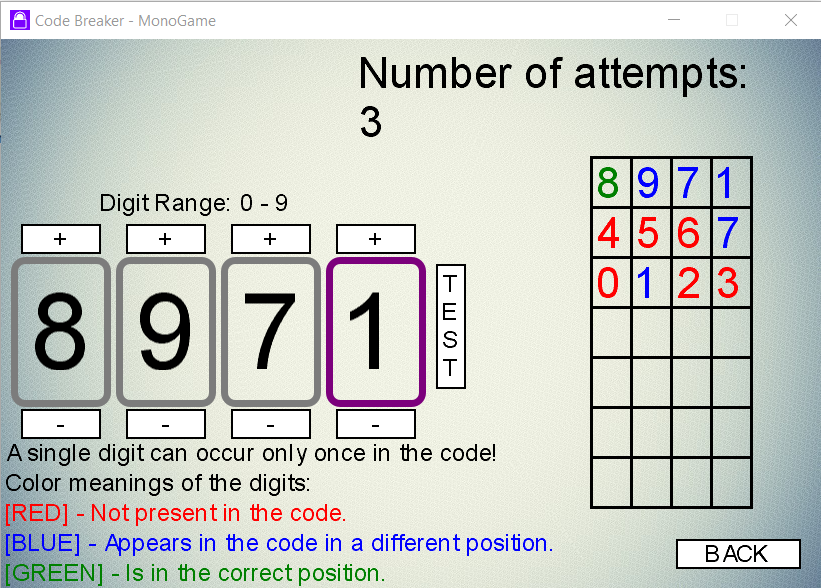 Code Breaker - MonoGame
Number of attempts:
3
Digit Range: 0 - 9
+ + + +
8 9 7 1
T
E
S
T
- - - -
8 9 7 1
4 5 6 7
0 1 2 3
A single digit can occur only once in the code!
Color meanings of the digits:
[RED] - Not present in the code.
[BLUE] - Appears in the code in a different position.
[GREEN] - Is in the correct position.
BACK